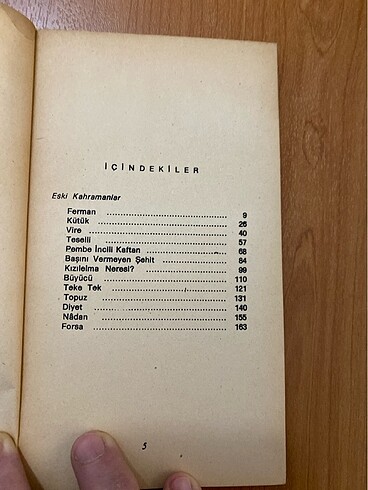 İÇİNDEKİLER
Eski Kahramanlar
Ferman ........ 9
Kütük ........ 26
Vire ........ 40
Teselli ........ 57
Pembe İncili Kaftan ........ 68
Başını Vermeyen Şehit ........ 84
Kızılelma Neresi? ........ 99
Büyücü ........ 110
Teke Tek ........ 121
Topuz ........ 131
Diyet ........ 140
Nâdan ........ 155
Forsa ........ 163
5